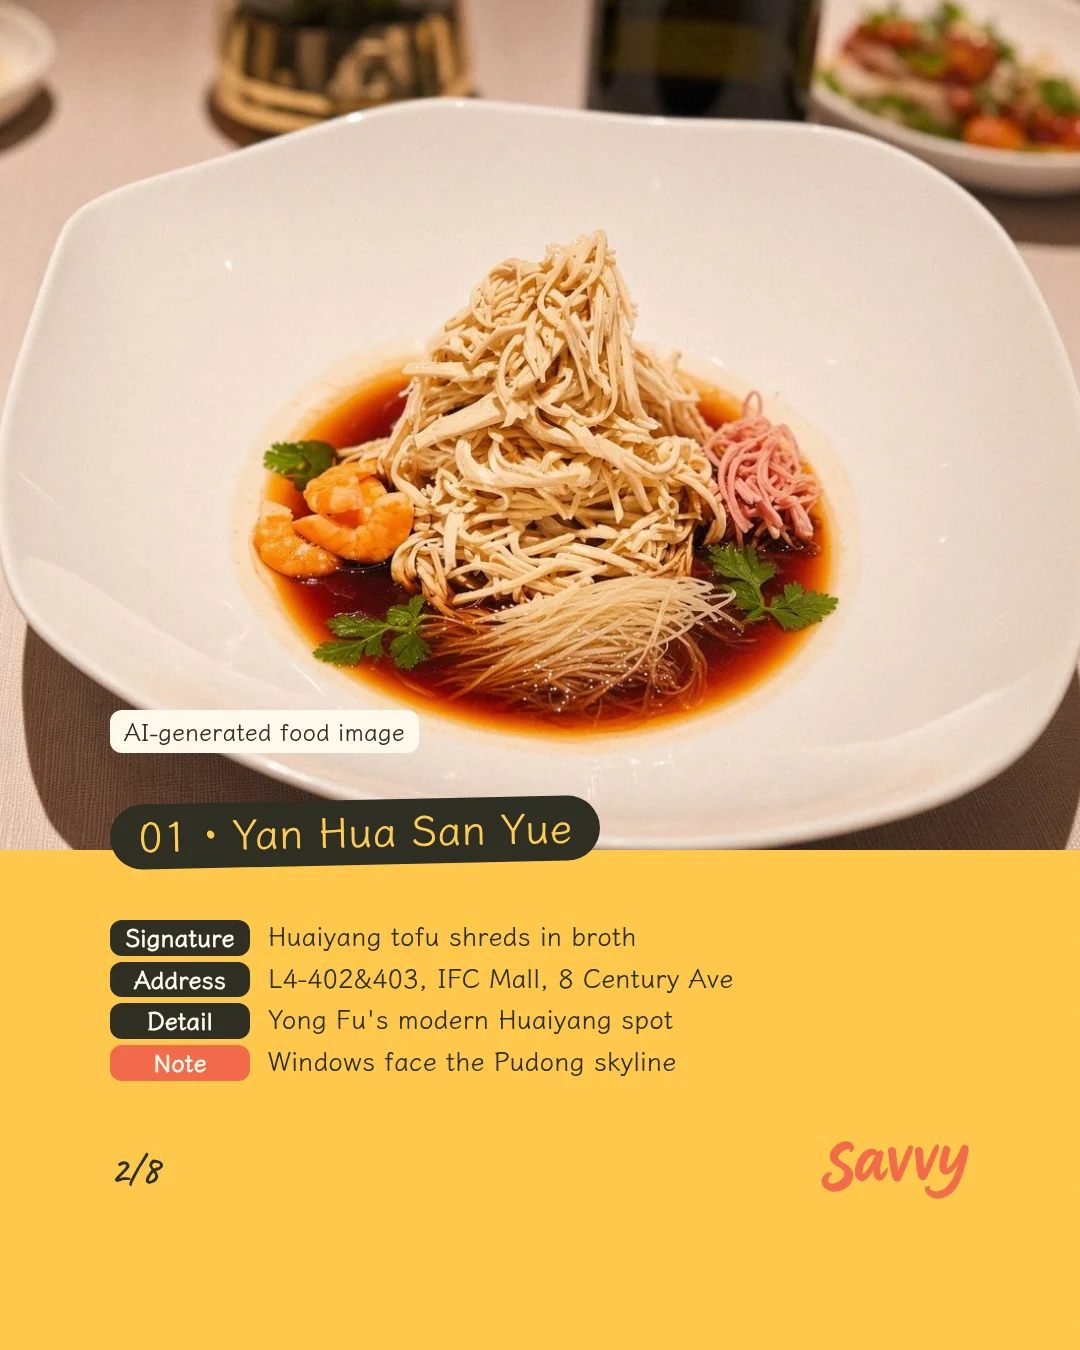 AI-generated food image
01 • Yan Hua San Yue
Signature Huaiyang tofu shreds in broth
Address L4-402&403, IFC Mall, 8 Century Ave
Detail Yong Fu's modern Huaiyang spot
Note Windows face the Pudong skyline
2/8
Savvy